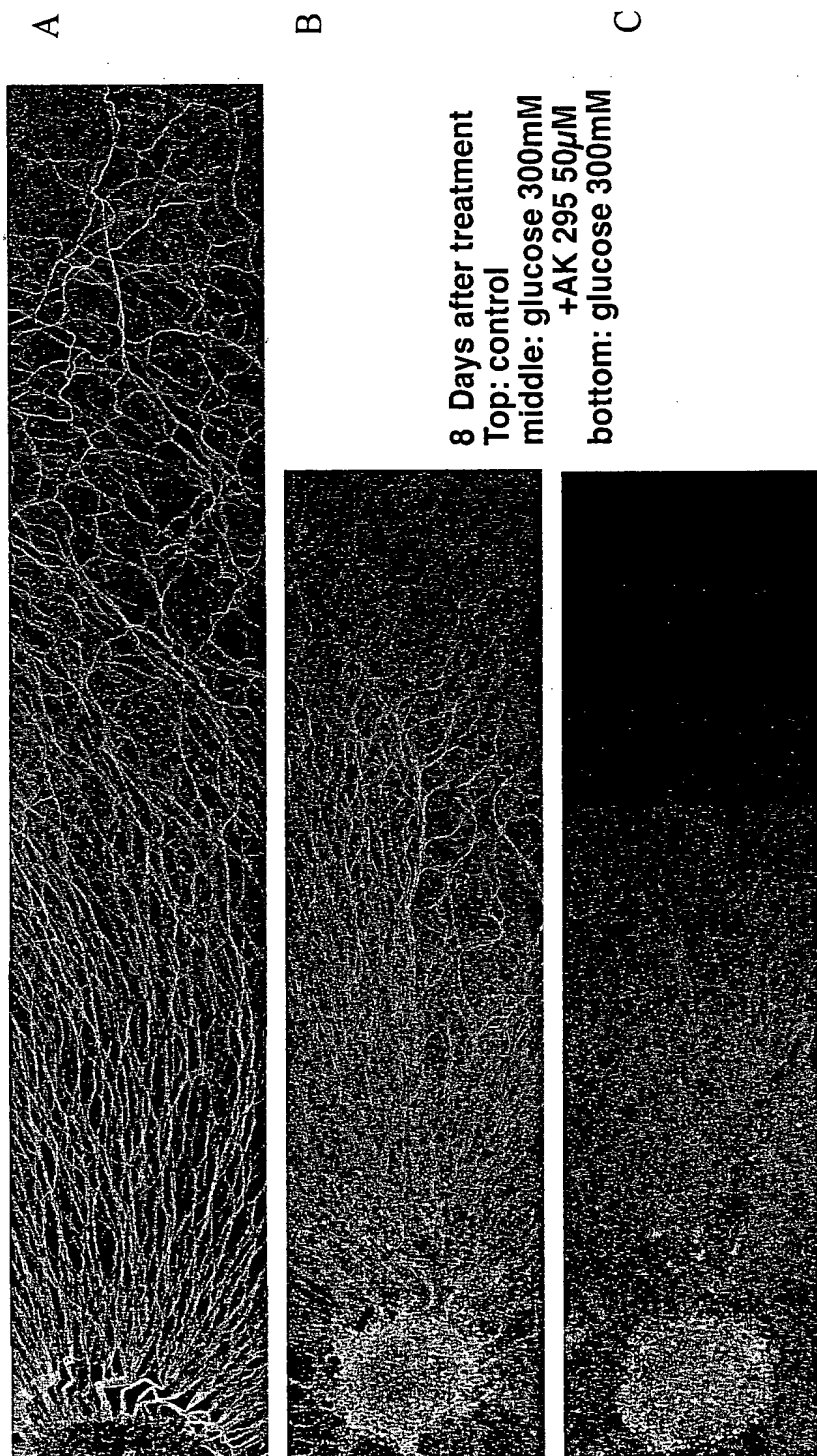 A
B
8 Days after treatment
Top: control
middle: glucose 300mM
+AK 295 50µM
bottom: glucose 300mM
C